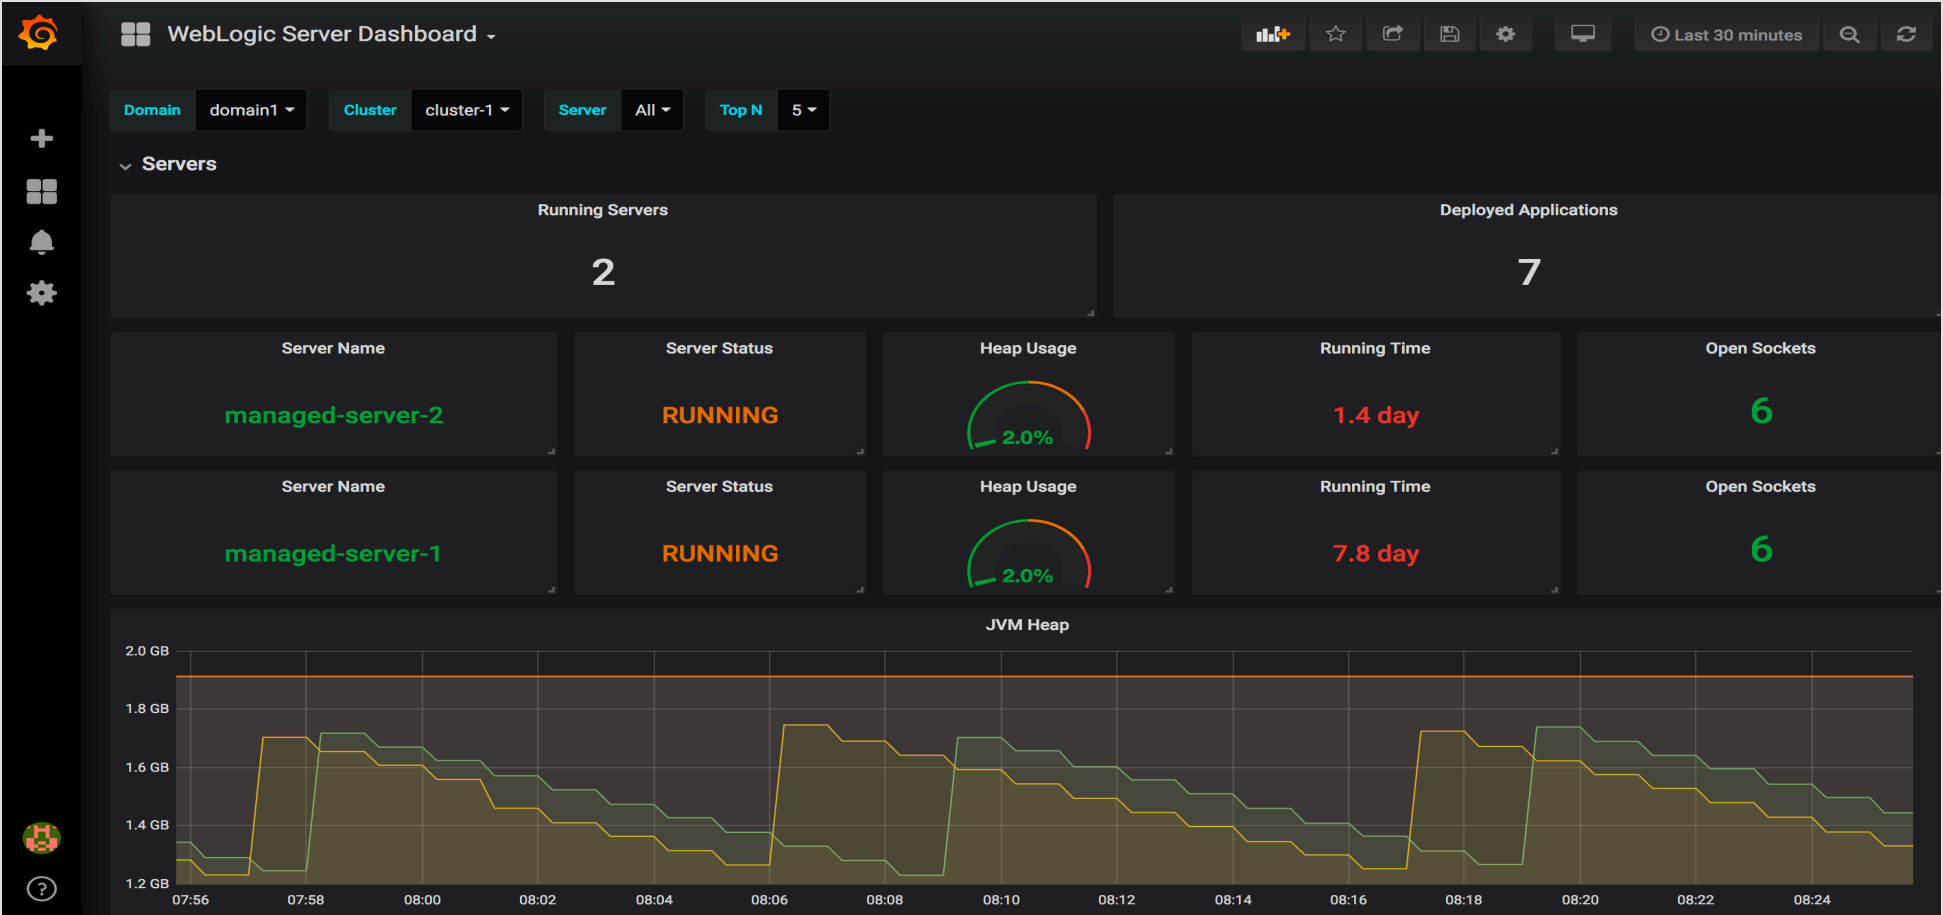 WebLogic Server Dashboard
Last 30 minutes
Domain domain1 Cluster cluster-1 Server All Top N 5
Servers
Running Servers Deployed Applications
2 7
Server Name Server Status Heap Usage Running Time Open Sockets
managed-server-2 RUNNING 2.0% 1.4 day 6
Server Name Server Status Heap Usage Running Time Open Sockets
managed-server-1 RUNNING 2.0% 7.8 day 6
JVM Heap
2.0 GB
1.8 GB
1.6 GB
1.4 GB
1.2 GB
07:56 07:58 08:00 08:02 08:04 08:06 08:08 08:10 08:12 08:14 08:16 08:18 08:20 08:22 08:24
?